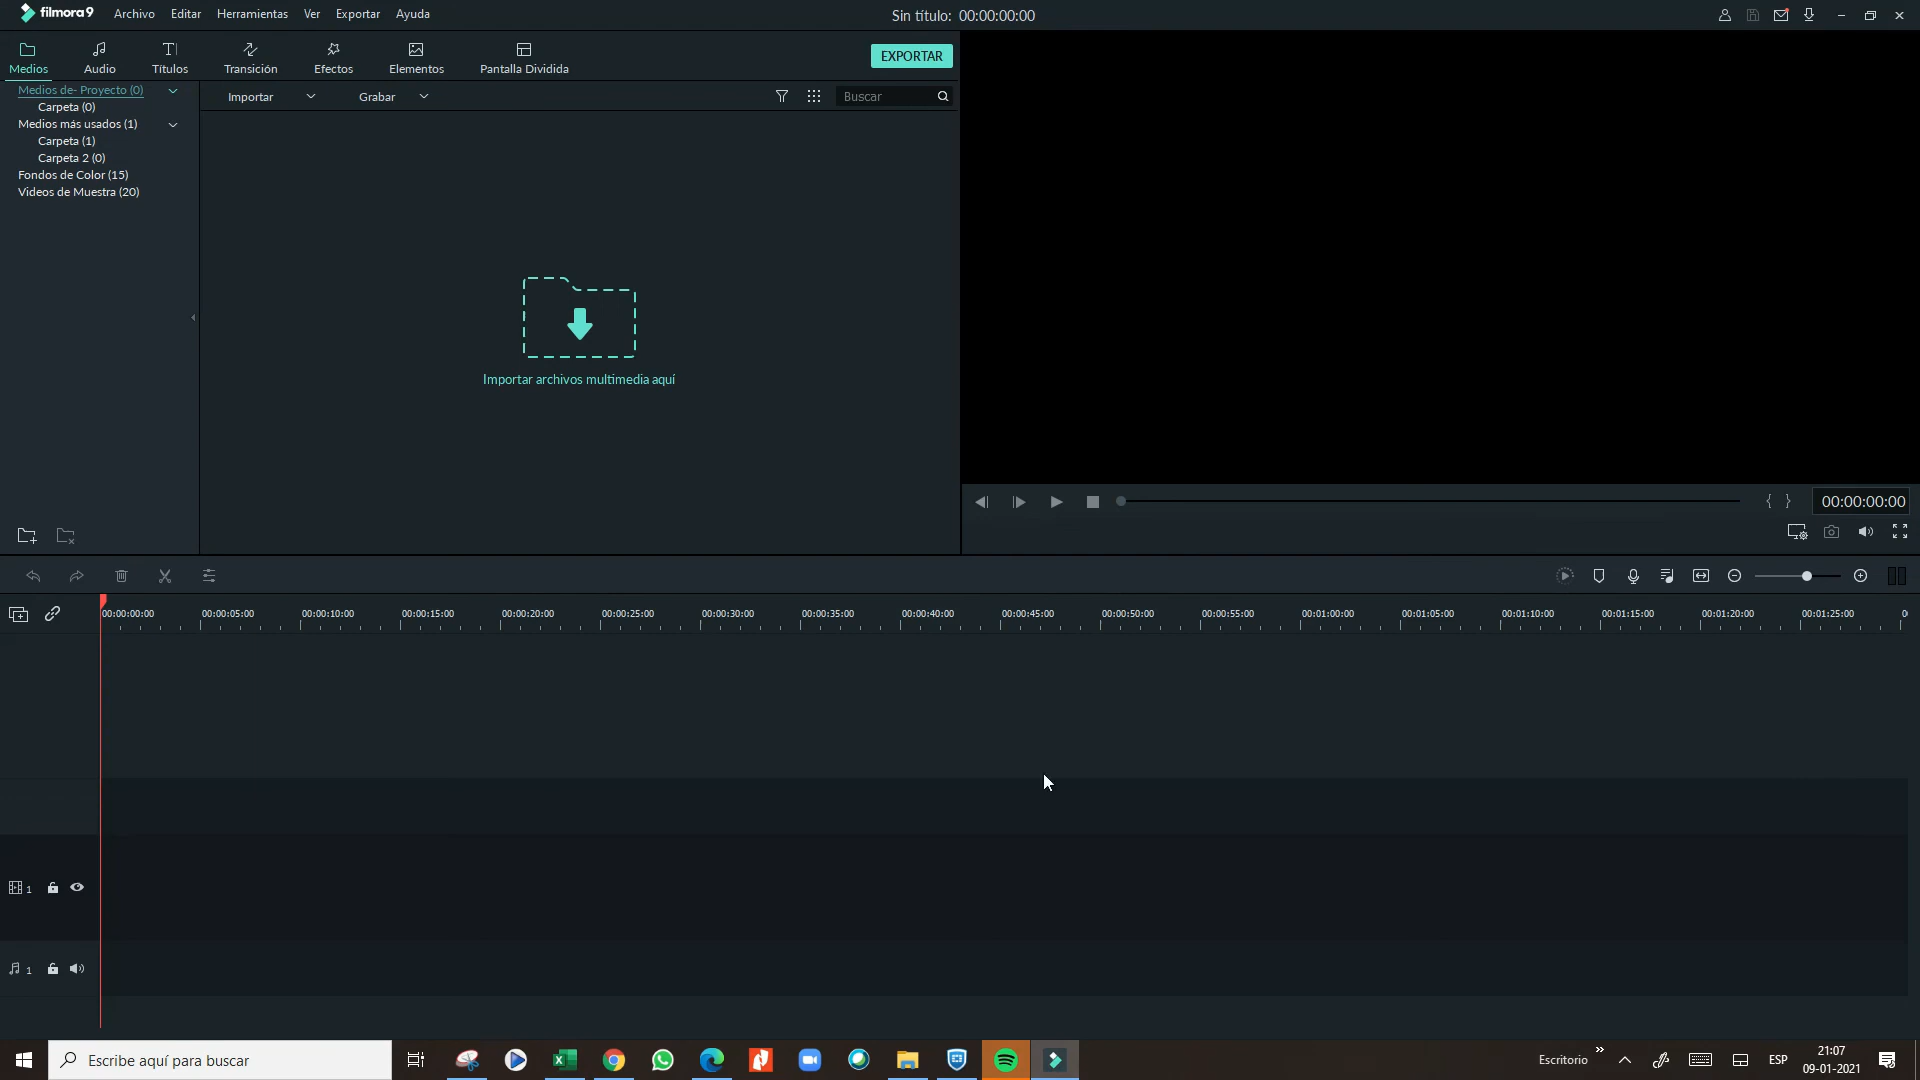 filmora9 Archivo Editar Herramientas Ver Exportar Ayuda Sin título: 00:00:00:00
Medios Audio Títulos Transición Efectos Elementos Pantalla Dividida EXPORTAR
Medios de- Proyecto (0)
Carpeta (0)
Medios más usados (1)
Carpeta (1)
Carpeta 2 (0)
Fondos de Color (15)
Videos de Muestra (20)
Importar Grabar Buscar
Importar archivos multimedia aquí
00:00:00:00
00:00:00:00 00:00:05:00 00:00:10:00 00:00:15:00 00:00:20:00 00:00:25:00 00:00:30:00 00:00:35:00 00:00:40:00 00:00:45:00 00:00:50:00 00:00:55:00 00:01:00:00 00:01:05:00 00:01:10:00 00:01:15:00 00:01:20:00 00:01:25:00
1
1
Escribe aquí para buscar
Escritorio
ESP
21:07
09-01-2021